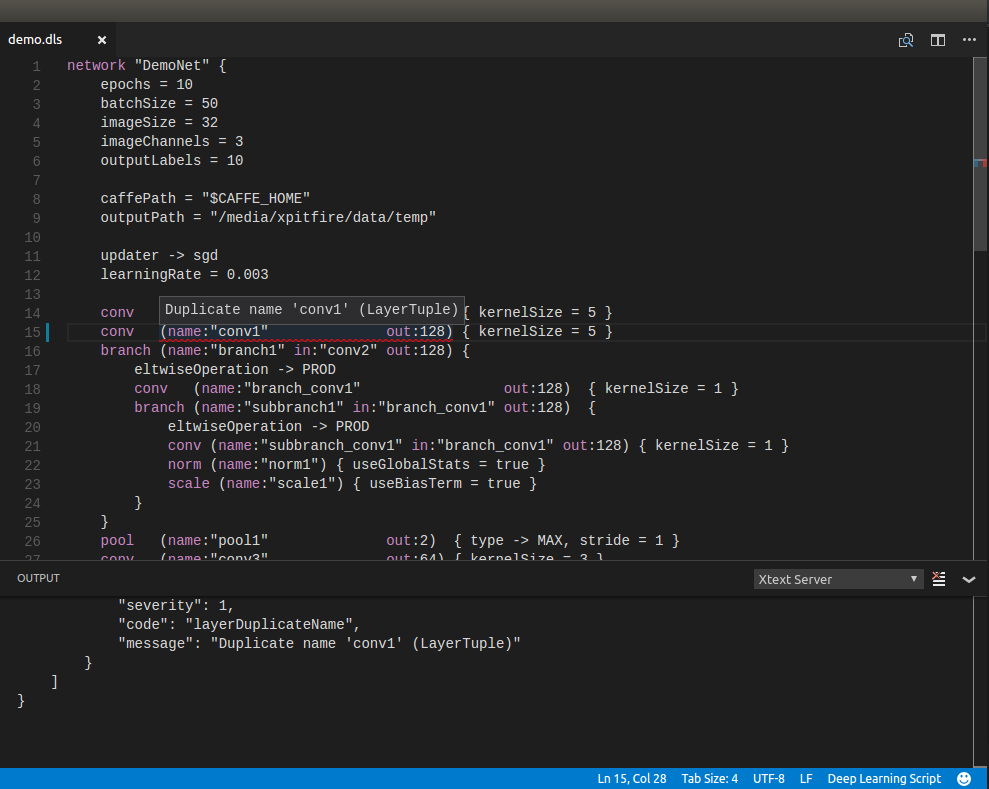 demo.dls
1 network "DemoNet" {
2     epochs = 10
3     batchSize = 50
4     imageSize = 32
5     imageChannels = 3
6     outputLabels = 10
7
8     caffePath = "$CAFFE_HOME"
9     outputPath = "/media/xpitfire/data/temp"
10
11     updater -> sgd
12     learningRate = 0.003
13
Duplicate name 'conv1' (LayerTuple)
14     conv { kernelSize = 5 }
15     conv   (name:"conv1"              out:128) { kernelSize = 5 }
16     branch (name:"branch1" in:"conv2" out:128) {
17         eltwiseOperation -> PROD
18         conv   (name:"branch_conv1"                 out:128)  { kernelSize = 1 }
19         branch (name:"subbranch1" in:"branch_conv1" out:128)  {
20             eltwiseOperation -> PROD
21             conv (name:"subbranch_conv1" in:"branch_conv1" out:128) { kernelSize = 1 }
22             norm (name:"norm1") { useGlobalStats = true }
23             scale (name:"scale1") { useBiasTerm = true }
24         }
25     }
26     pool   (name:"pool1"              out:2)  { type -> MAX, stride = 1 }
27     conv   (name:"conv3"              out:64) { kernelSize = 3 }
OUTPUT
Xtext Server
"severity": 1,
"code": "layerDuplicateName",
"message": "Duplicate name 'conv1' (LayerTuple)"
}
]
}
Ln 15, Col 28 Tab Size: 4 UTF-8 LF Deep Learning Script